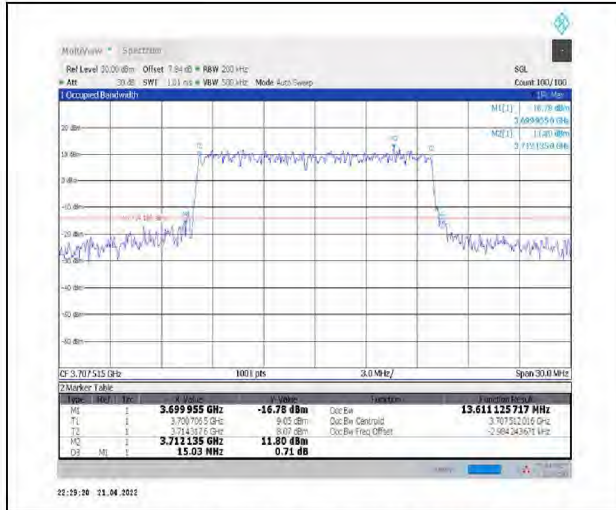 MultiView Spectrum
Ref Level 30.00 dBm Offset 7.84 dB RBW 200 kHz SGL
Att 30 dB SWT 1.01 ms VBW 500 kHz Mode Auto Sweep Count 100/100
1 Occupied Bandwidth
M1[1] -16.78 dBm
3.699955 0 GHz
M2[1] 11.80 dBm
3.712135 0 GHz
20 dBm
10 dBm
0 dBm
-10 dBm
-20 dBm
-30 dBm
-50 dBm
-60 dBm
CF 3.707515 GHz 1001 pts 3.0 MHz/ Span 30.0 MHz
2 Marker Table
Type Ref Trc X-Value Y-Value Function Function Result
M1 1 3.699 955 GHz -16.78 dBm Occ Bw 13.611 125 717 MHz
T1 1 3.700 706 5 GHz 9.05 dBm Occ Bw Centroid 3.707 512 016 GHz
T2 1 3.714 317 6 GHz 8.07 dBm Occ Bw Freq Offset -2.984 243 671 kHz
M2 1 3.712 135 GHz 11.80 dBm
D3 M1 1 15.03 MHz 0.71 dB
22:29:20 21.04.2022